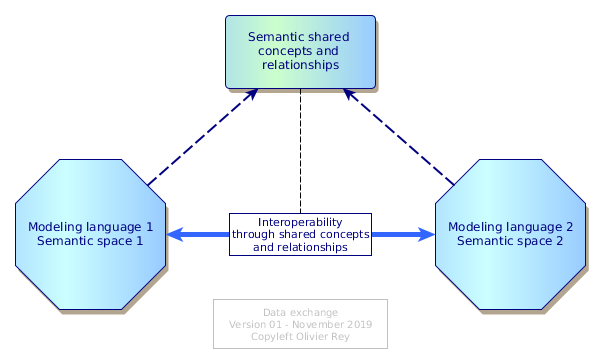 Semantic shared
concepts and
relationships
Modeling language 1
Semantic space 1
Interoperability
through shared concepts
and relationships
Modeling language 2
Semantic space 2
Data exchange
Version 01 - November 2019
Copyleft Olivier Rey